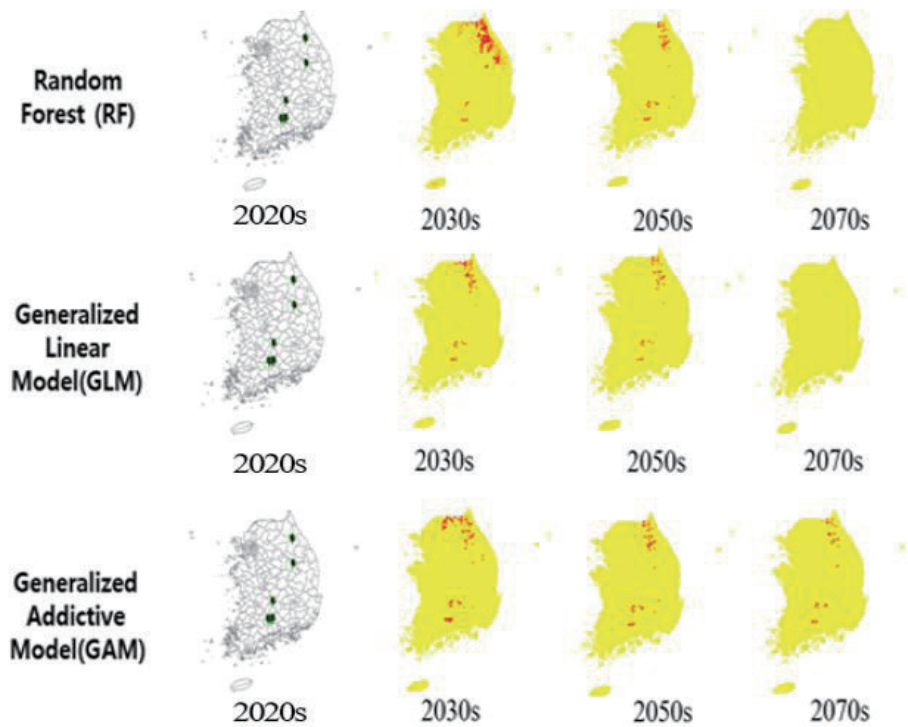 Random
Forest (RF)
2020s
2030s
2050s
2070s
Generalized
Linear
Model(GLM)
2020s
2030s
2050s
2070s
Generalized
Addictive
Model(GAM)
2020s
2030s
2050s
2070s